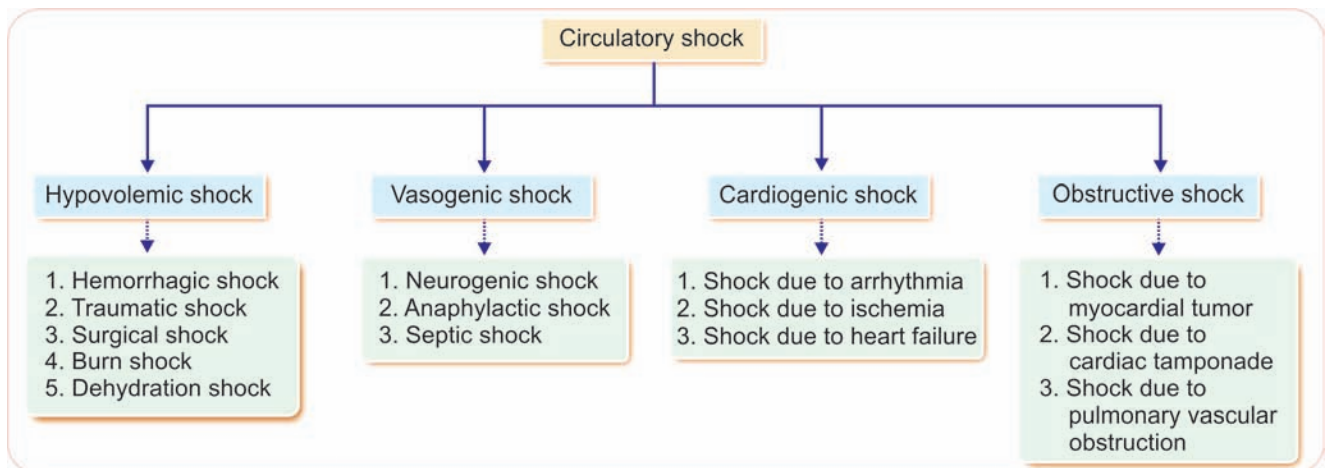 Circulatory shock
Hypovolemic shock
1. Hemorrhagic shock
2. Traumatic shock
3. Surgical shock
4. Burn shock
5. Dehydration shock
Vasogenic shock
1. Neurogenic shock
2. Anaphylactic shock
3. Septic shock
Cardiogenic shock
1. Shock due to arrhythmia
2. Shock due to ischemia
3. Shock due to heart failure
Obstructive shock
1. Shock due to
myocardial tumor
2. Shock due to
cardiac tamponade
3. Shock due to
pulmonary vascular
obstruction